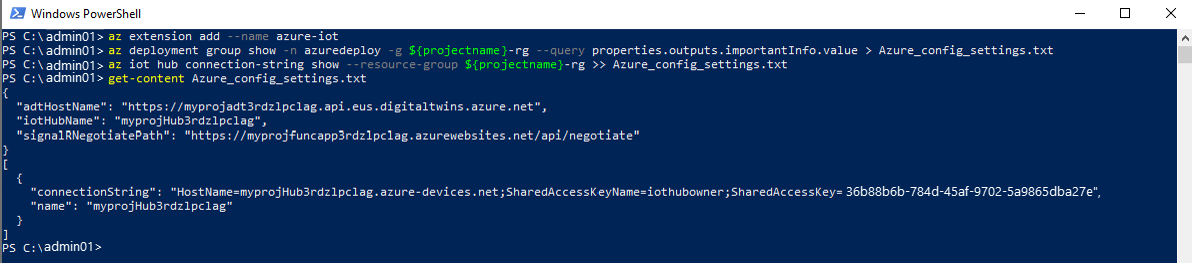 Windows PowerShell
PS C:\admin01> az extension add --name azure-iot
PS C:\admin01> az deployment group show -n azuredeploy -g ${projectname}-rg --query properties.outputs.importantInfo.value > Azure_config_settings.txt
PS C:\admin01> az iot hub connection-string show --resource-group ${projectname}-rg >> Azure_config_settings.txt
PS C:\admin01> get-content Azure_config_settings.txt
{
  "adtHostName": "https://myprojadt3rdzlpclag.api.eus.digitaltwins.azure.net",
  "iotHubName": "myprojHub3rdzlpclag",
  "signalRNegotiatePath": "https://myprojfuncapp3rdzlpclag.azurewebsites.net/api/negotiate"
}
[
  {
    "connectionString": "HostName=myprojHub3rdzlpclag.azure-devices.net;SharedAccessKeyName=iothubowner;SharedAccessKey= 36b88b6b-784d-45af-9702-5a9865dba27e",
    "name": "myprojHub3rdzlpclag"
  }
]
PS C:\admin01>